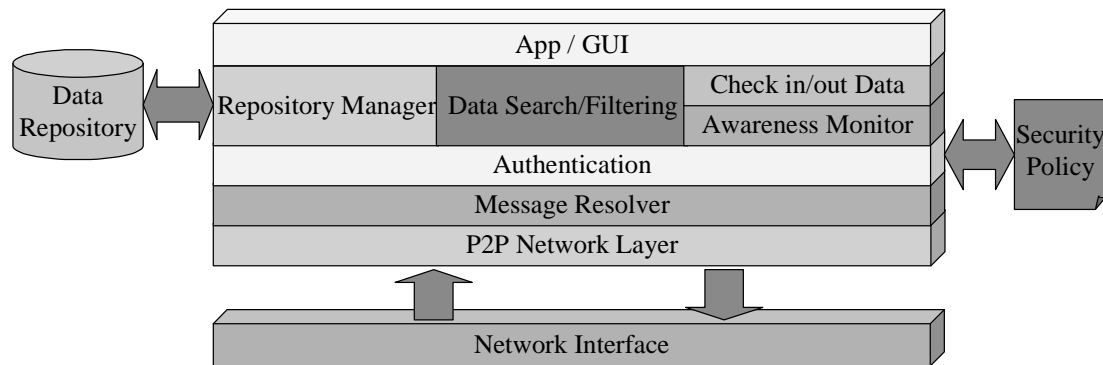 App / GUI
Data
Repository
Repository Manager
Data Search/Filtering
Check in/out Data
Awareness Monitor
Security
Policy
Authentication
Message Resolver
P2P Network Layer
Network Interface